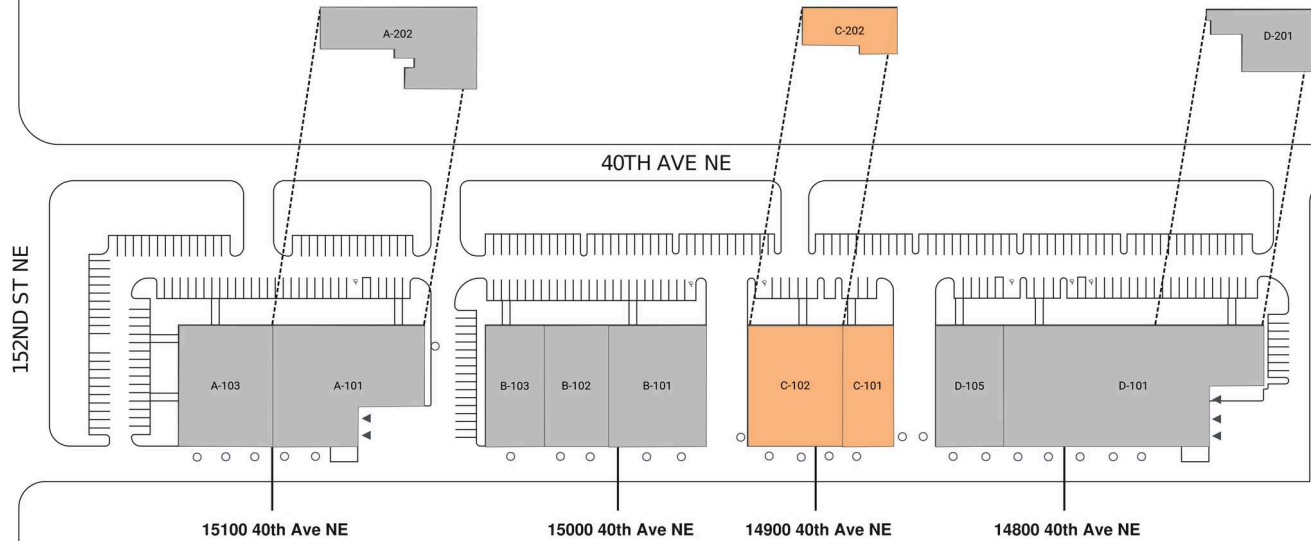 A-202
C-202
D-201
40TH AVE NE
152ND ST NE
A-103
A-101
B-103
B-102
B-101
C-102
C-101
D-105
D-101
15100 40th Ave NE
15000 40th Ave NE
14900 40th Ave NE
14800 40th Ave NE